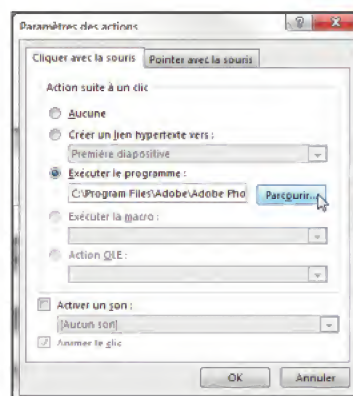 Paramètres des actions
Cliquer avec la souris Pointer avec la souris
Action suite à un clic
Aucune
Créer un lien hypertexte vers :
Première diapositive
Exécuter le programme :
C:\Program Files\Adobe\Adobe Pho Parcourir...
Exécuter la macro :
Action OLE :
Activer un son :
[Aucun son]
Animer le clic
OK Annuler